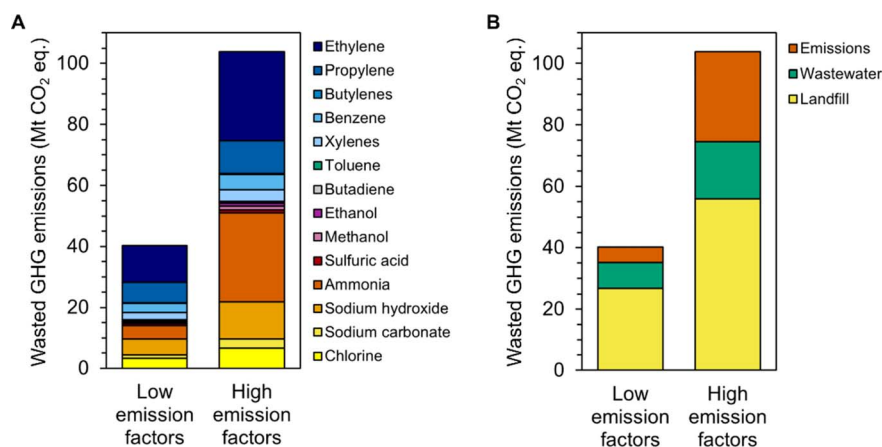 A
Wasted GHG emissions (Mt CO₂ eq.)
100
80
60
40
20
0
Low
emission
factors
High
emission
factors
Ethylene
Propylene
Butylenes
Benzene
Xylenes
Toluene
Butadiene
Ethanol
Methanol
Sulfuric acid
Ammonia
Sodium hydroxide
Sodium carbonate
Chlorine
B
Wasted GHG emissions (Mt CO₂ eq.)
100
80
60
40
20
0
Low
emission
factors
High
emission
factors
Emissions
Wastewater
Landfill